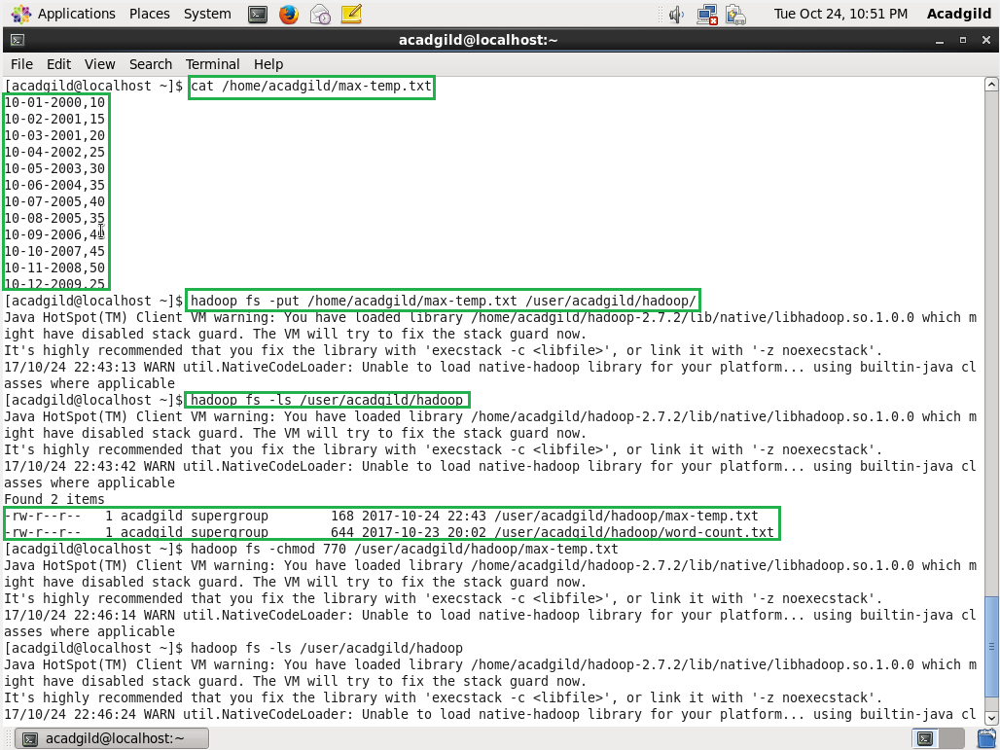 Applications Places System Tue Oct 24, 10:51 PM Acadgild
acadgild@localhost:~
File Edit View Search Terminal Help
[acadgild@localhost ~]$ cat /home/acadgild/max-temp.txt
10-01-2000,10
10-02-2001,15
10-03-2001,20
10-04-2002,25
10-05-2003,30
10-06-2004,35
10-07-2005,40
10-08-2005,35
10-09-2006,
10-10-2007,45
10-11-2008,50
10-12-2009,25
[acadgild@localhost ~]$ hadoop fs -put /home/acadgild/max-temp.txt /user/acadgild/hadoop/
Java HotSpot(TM) Client VM warning: You have loaded library /home/acadgild/hadoop-2.7.2/lib/native/libhadoop.so.1.0.0 which m
ight have disabled stack guard. The VM will try to fix the stack guard now.
It's highly recommended that you fix the library with 'execstack -c <libfile>', or link it with '-z noexecstack'.
17/10/24 22:43:13 WARN util.NativeCodeLoader: Unable to load native-hadoop library for your platform... using builtin-java cl
asses where applicable
[acadgild@localhost ~]$ hadoop fs -ls /user/acadgild/hadoop
Java HotSpot(TM) Client VM warning: You have loaded library /home/acadgild/hadoop-2.7.2/lib/native/libhadoop.so.1.0.0 which m
ight have disabled stack guard. The VM will try to fix the stack guard now.
It's highly recommended that you fix the library with 'execstack -c <libfile>', or link it with '-z noexecstack'.
17/10/24 22:43:42 WARN util.NativeCodeLoader: Unable to load native-hadoop library for your platform... using builtin-java cl
asses where applicable
Found 2 items
-rw-r--r-- 1 acadgild supergroup 168 2017-10-24 22:43 /user/acadgild/hadoop/max-temp.txt
-rw-r--r-- 1 acadgild supergroup 644 2017-10-23 20:02 /user/acadgild/hadoop/word-count.txt
[acadgild@localhost ~]$ hadoop fs -chmod 770 /user/acadgild/hadoop/max-temp.txt
Java HotSpot(TM) Client VM warning: You have loaded library /home/acadgild/hadoop-2.7.2/lib/native/libhadoop.so.1.0.0 which m
ight have disabled stack guard. The VM will try to fix the stack guard now.
It's highly recommended that you fix the library with 'execstack -c <libfile>', or link it with '-z noexecstack'.
17/10/24 22:46:14 WARN util.NativeCodeLoader: Unable to load native-hadoop library for your platform... using builtin-java cl
asses where applicable
[acadgild@localhost ~]$ hadoop fs -ls /user/acadgild/hadoop
Java HotSpot(TM) Client VM warning: You have loaded library /home/acadgild/hadoop-2.7.2/lib/native/libhadoop.so.1.0.0 which m
ight have disabled stack guard. The VM will try to fix the stack guard now.
It's highly recommended that you fix the library with 'execstack -c <libfile>', or link it with '-z noexecstack'.
17/10/24 22:46:24 WARN util.NativeCodeLoader: Unable to load native-hadoop library for your platform... using builtin-java cl
acadgild@localhost:~